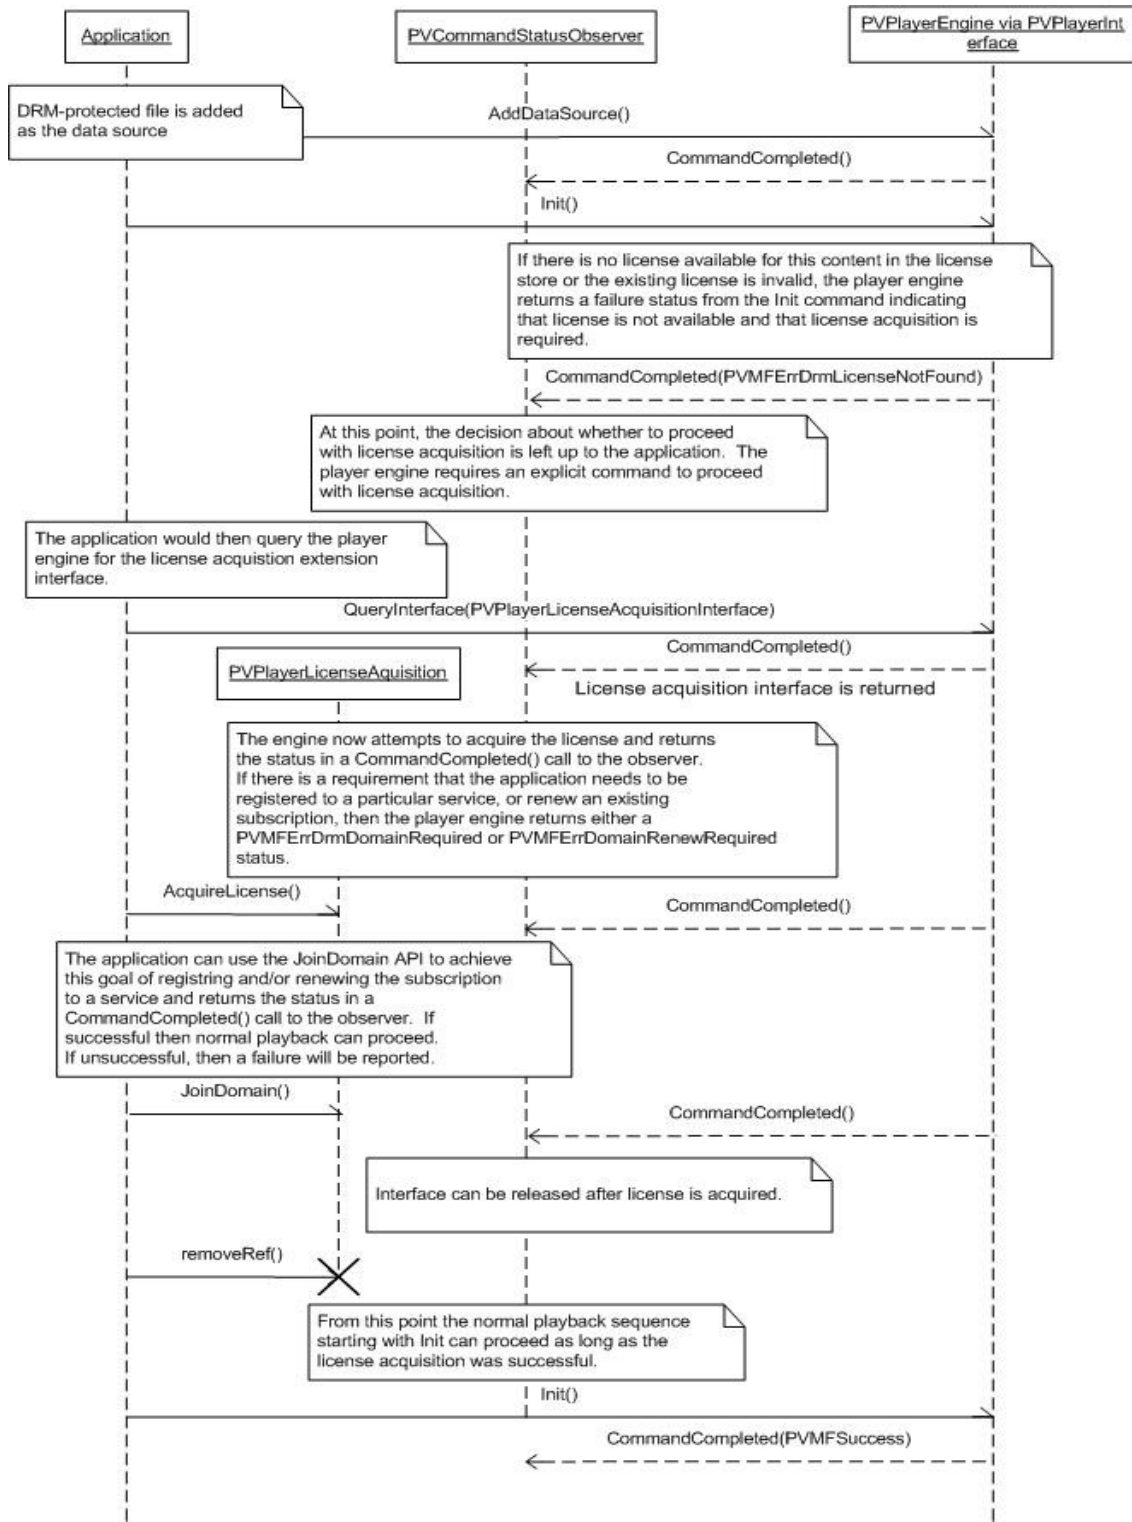 Application
PVCommandStatusObserver
PVPlayerEngine via PVPlayerInt
erface
DRM-protected file is added
as the data source
AddDataSource()
CommandCompleted()
Init()
If there is no license available for this content in the license
store or the existing license is invalid, the player engine
returns a failure status from the Init command indicating
that license is not available and that license acquisition is
required.
CommandCompleted(PVMFErrDrmLicenseNotFound)
At this point, the decision about whether to proceed
with license acquisition is left up to the application. The
player engine requires an explicit command to proceed
with license acquisition.
The application would then query the player
engine for the license acquistion extension
interface.
QueryInterface(PVPlayerLicenseAcquisitionInterface)
CommandCompleted()
PVPlayerLicenseAquisition
License acquisition interface is returned
The engine now attempts to acquire the license and returns
the status in a CommandCompleted() call to the observer.
If there is a requirement that the application needs to be
registered to a particular service, or renew an existing
subscription, then the player engine returns either a
PVMFErrDrmDomainRequired or PVMFErrDomainRenewRequired
status.
AcquireLicense()
CommandCompleted()
The application can use the JoinDomain API to achieve
this goal of registring and/or renewing the subscription
to a service and returns the status in a
CommandCompleted() call to the observer. If
successful then normal playback can proceed.
If unsuccessful, then a failure will be reported.
JoinDomain()
CommandCompleted()
Interface can be released after license is acquired.
removeRef()
From this point the normal playback sequence
starting with Init can proceed as long as the
license acquisition was successful.
Init()
CommandCompleted(PVMFSuccess)